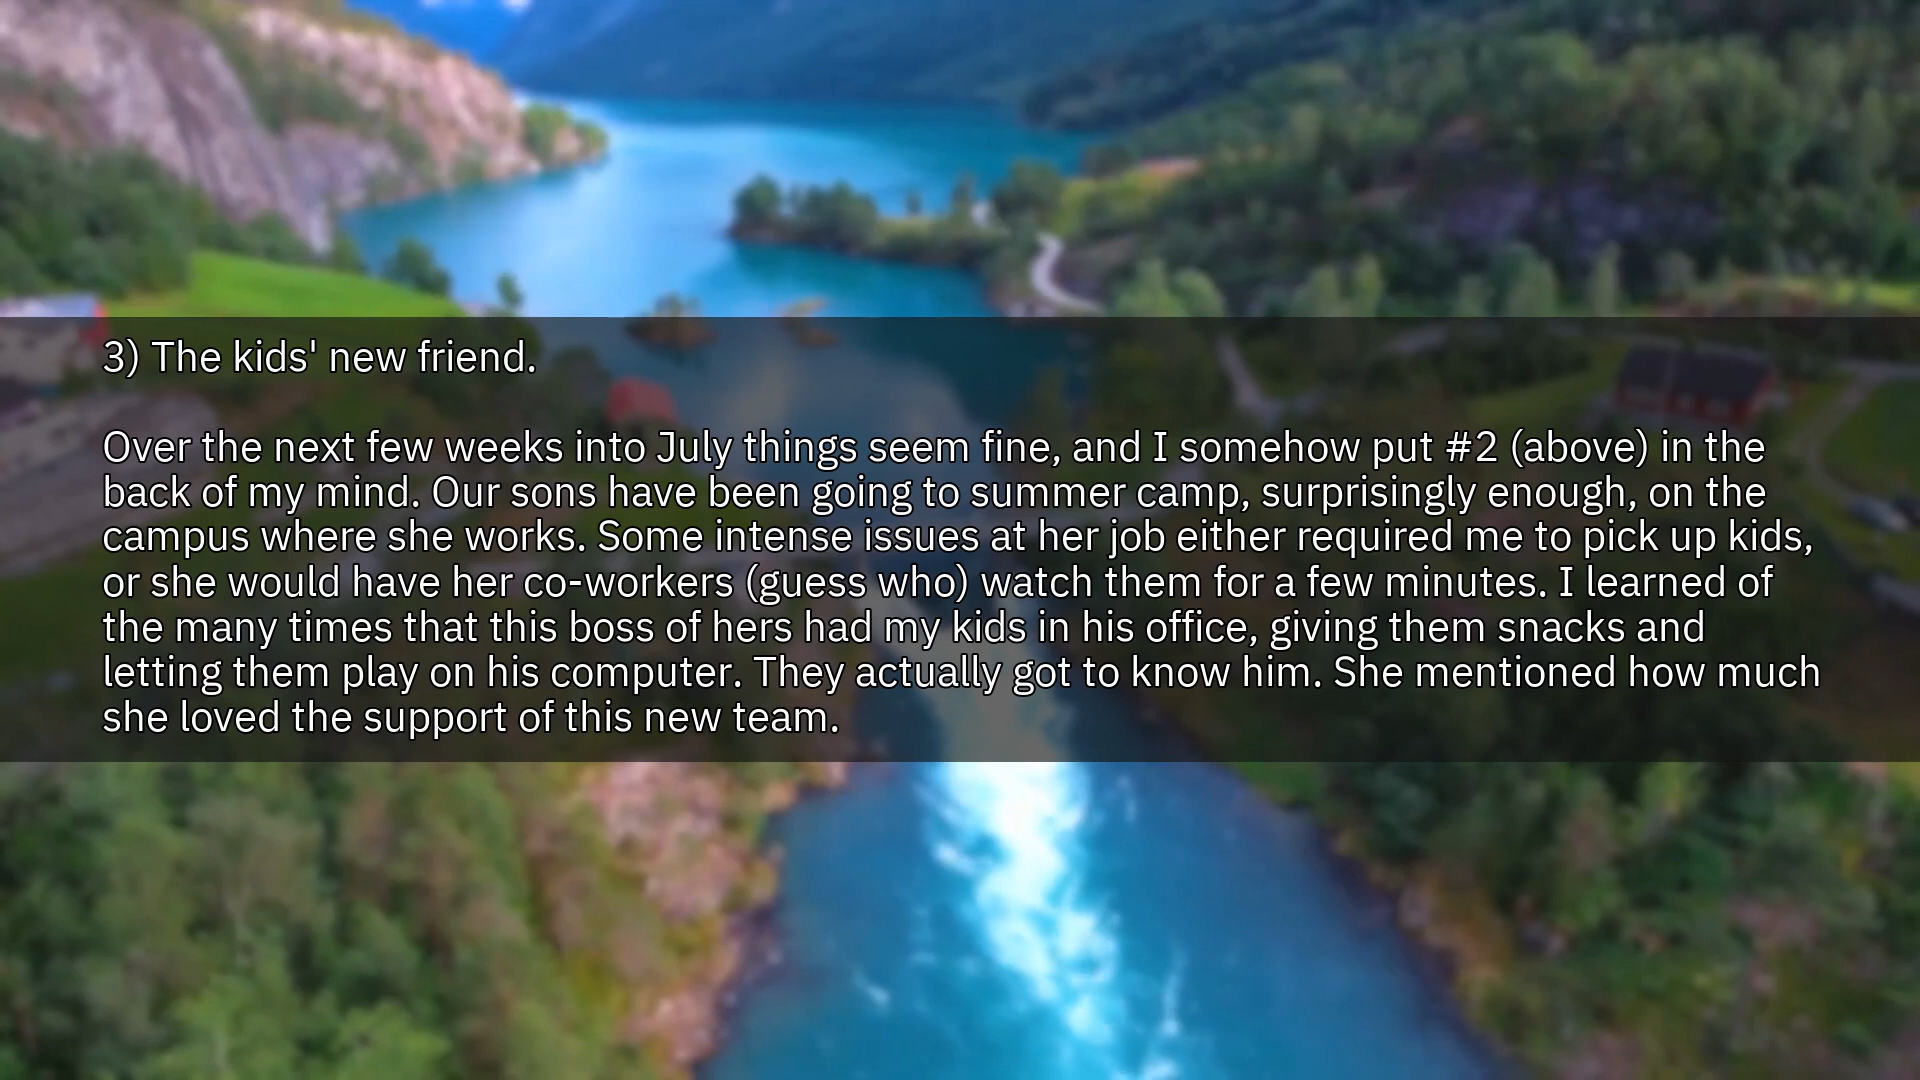 3) The kids' new friend.
Over the next few weeks into July things seem fine, and I somehow put #2 (above) in the
back of my mind. Our sons have been going to summer camp, surprisingly enough, on the
campus where she works. Some intense issues at her job either required me to pick up kids,
or she would have her co-workers (guess who) watch them for a few minutes. I learned of
the many times that this boss of hers had my kids in his office, giving them snacks and
letting them play on his computer. They actually got to know him. She mentioned how much
she loved the support of this new team.